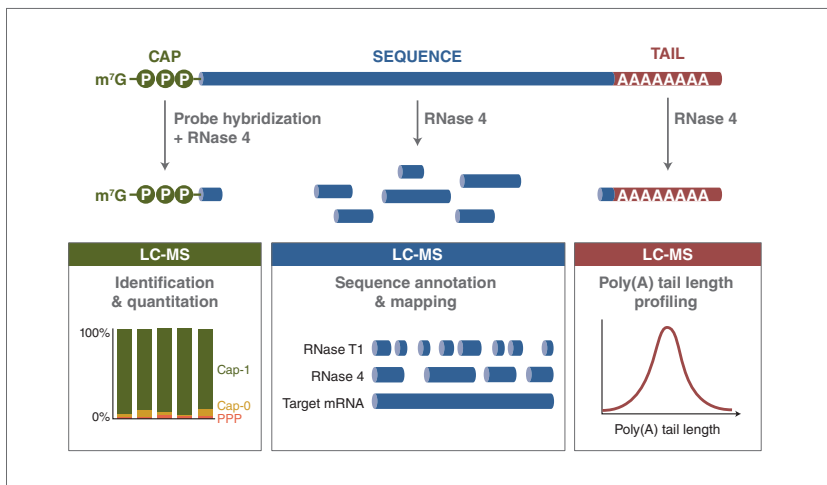 CAP
SEQUENCE
TAIL
m⁷G
P P P
AAAAAAAA
Probe hybridization
+ RNase 4
RNase 4
RNase 4
m⁷G
P P P
AAAAAAAA
LC-MS
Identification
& quantitation
100%
0%
Cap-1
Cap-0
PPP
LC-MS
Sequence annotation
& mapping
RNase T1
RNase 4
Target mRNA
LC-MS
Poly(A) tail length
profiling
Poly(A) tail length